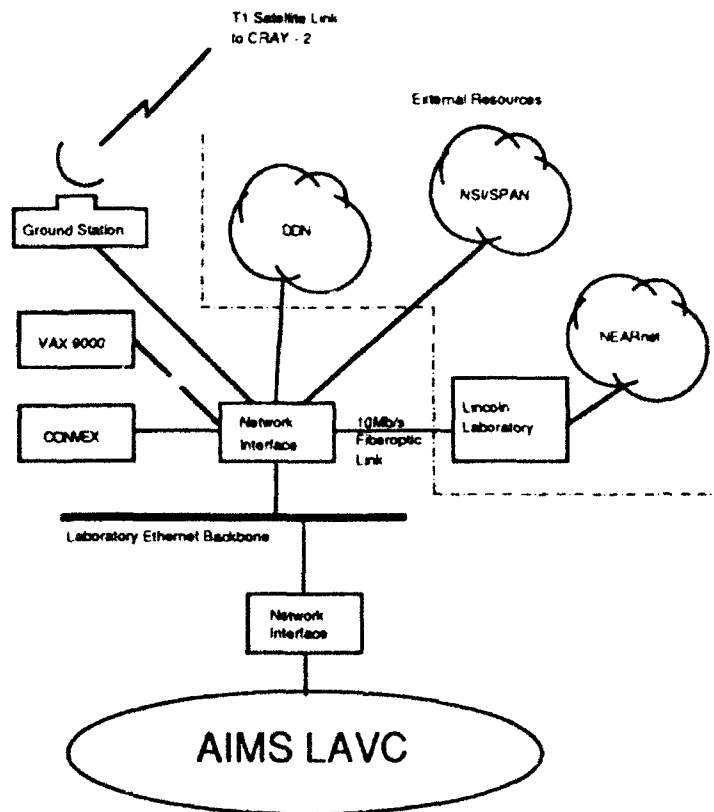 T1 Satellite Link
to CRAY - 2
External Resources
Ground Station
DDN
NSI/SPAN
VAX 9000
NEARnet
CONVEX
Network
Interface
10Mb/s
Fiberoptic
Link
Lincoln
Laboratory
Laboratory Ethernet Backbone
Network
Interface
AIMS LAVC